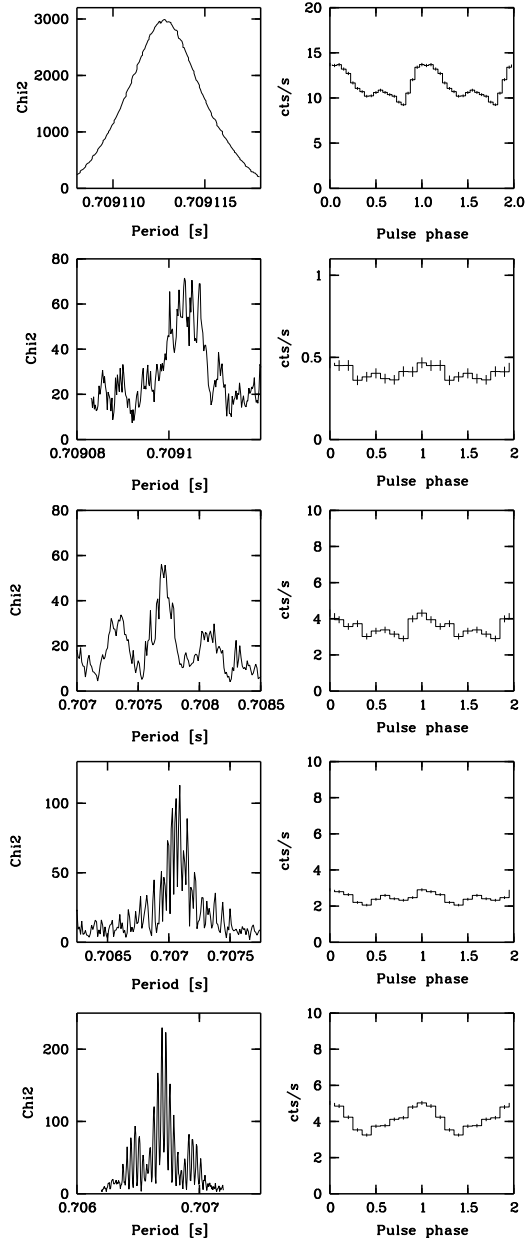 3000
2000
1000
0
Chi2
0.709110 0.709115
Period [s]
20
15
10
5
0
cts/s
0.0 0.5 1.0 1.5 2.0
Pulse phase
80
60
40
20
0
Chi2
0.70908 0.7091
Period [s]
1
0.5
0
cts/s
0 0.5 1 1.5 2
Pulse phase
80
60
40
20
0
Chi2
0.707 0.7075 0.708 0.7085
Period [s]
10
8
6
4
2
0
cts/s
0 0.5 1 1.5 2
Pulse phase
100
50
0
Chi2
0.7065 0.707 0.7075
Period [s]
10
8
6
4
2
0
cts/s
0 0.5 1 1.5 2
Pulse phase
200
100
0
Chi2
0.706 0.707
Period [s]
10
8
6
4
2
0
cts/s
0 0.5 1 1.5 2
Pulse phase